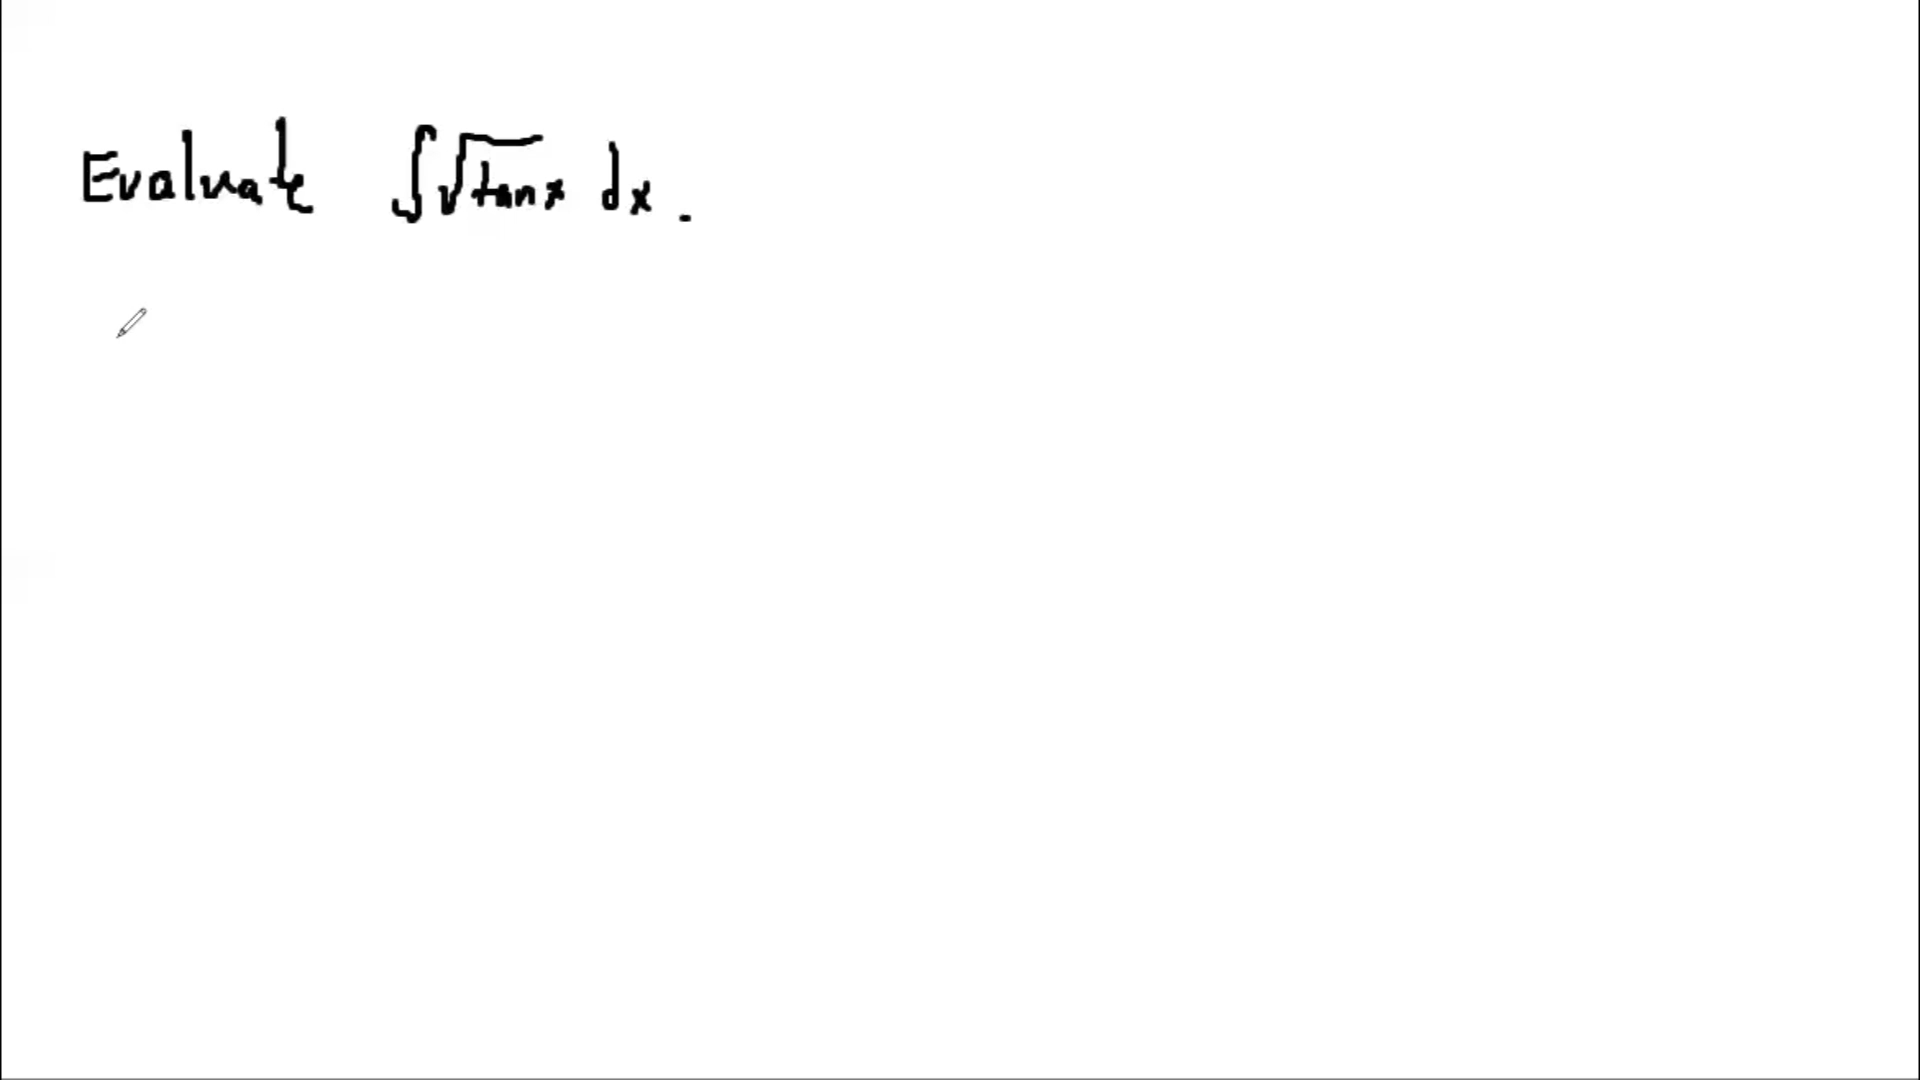 Evaluate ∫√tanx dx.